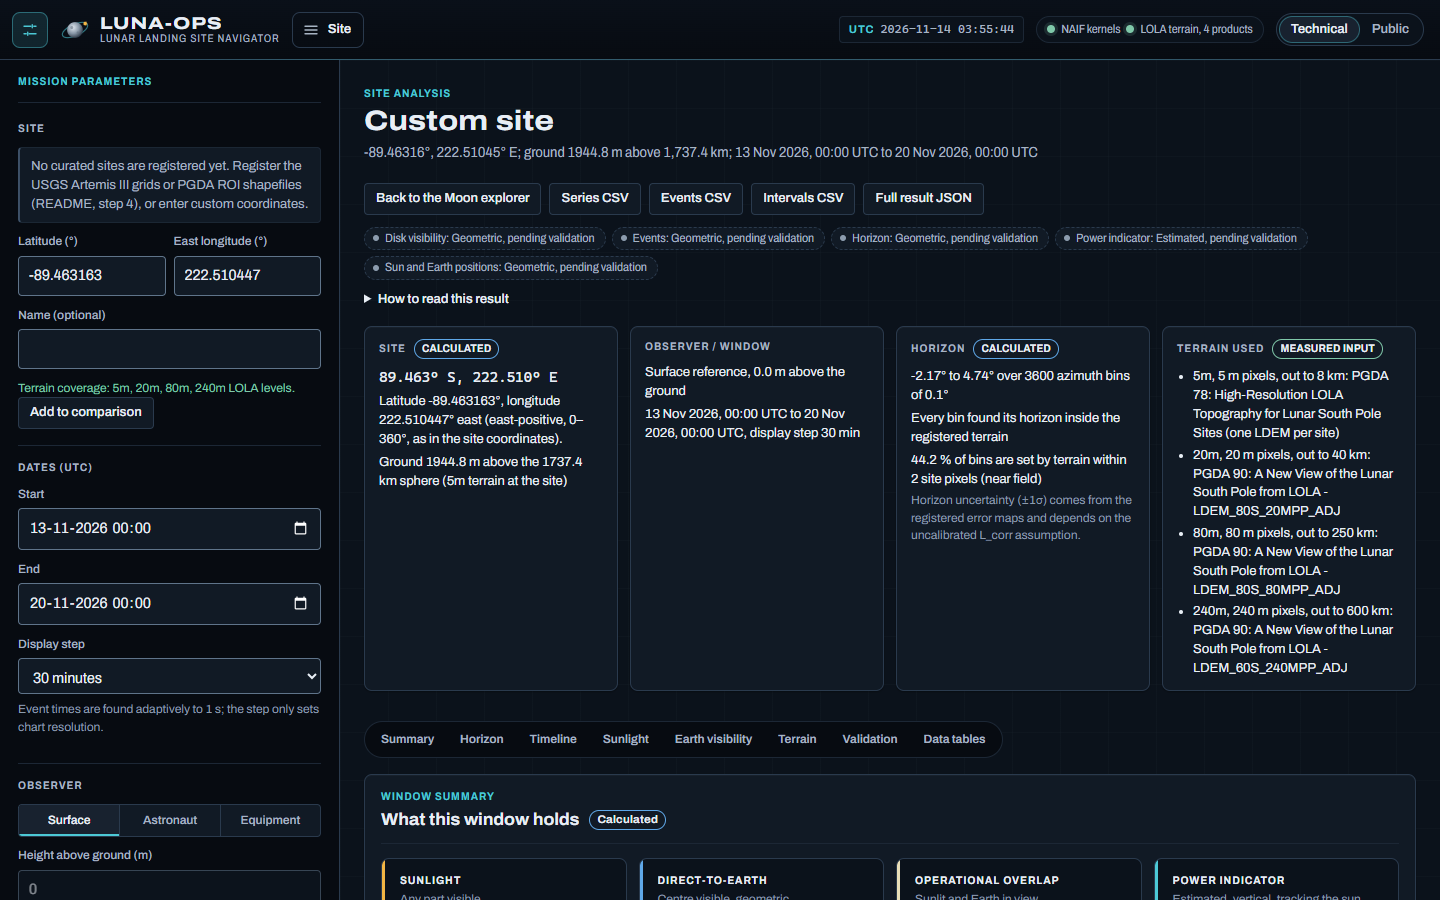 LUNA-OPS
LUNAR LANDING SITE NAVIGATOR
Site
UTC 2026-11-14 03:55:44
NAIF kernels
LOLA terrain, 4 products
Technical
Public
MISSION PARAMETERS
SITE
No curated sites are registered yet. Register the
USGS Artemis III grids or PGDA ROI shapefiles
(README, step 4), or enter custom coordinates.
Latitude (°)
East longitude (°)
-89.463163
222.510447
Name (optional)
Terrain coverage: 5m, 20m, 80m, 240m LOLA levels.
Add to comparison
DATES (UTC)
Start
13-11-2026 00:00
End
20-11-2026 00:00
Display step
30 minutes
Event times are found adaptively to 1 s; the step only sets
chart resolution.
OBSERVER
Surface
Astronaut
Equipment
Height above ground (m)
0
SITE ANALYSIS
Custom site
-89.46316°, 222.51045° E; ground 1944.8 m above 1,737.4 km; 13 Nov 2026, 00:00 UTC to 20 Nov 2026, 00:00 UTC
Back to the Moon explorer
Series CSV
Events CSV
Intervals CSV
Full result JSON
Disk visibility: Geometric, pending validation
Events: Geometric, pending validation
Horizon: Geometric, pending validation
Power indicator: Estimated, pending validation
Sun and Earth positions: Geometric, pending validation
How to read this result
SITE CALCULATED
89.463° S, 222.510° E
Latitude -89.463163°, longitude
222.510447° east (east-positive, 0–
360°, as in the site coordinates).
Ground 1944.8 m above the 1737.4
km sphere (5m terrain at the site)
OBSERVER / WINDOW
Surface reference, 0.0 m above the
ground
13 Nov 2026, 00:00 UTC to 20 Nov
2026, 00:00 UTC, display step 30 min
HORIZON CALCULATED
-2.17° to 4.74° over 3600 azimuth bins
of 0.1°
Every bin found its horizon inside the
registered terrain
44.2 % of bins are set by terrain within
2 site pixels (near field)
Horizon uncertainty (±1σ) comes from the
registered error maps and depends on the
uncalibrated L_corr assumption.
TERRAIN USED MEASURED INPUT
• 5m, 5 m pixels, out to 8 km: PGDA
78: High-Resolution LOLA
Topography for Lunar South Pole
Sites (one LDEM per site)
• 20m, 20 m pixels, out to 40 km:
PGDA 90: A New View of the Lunar
South Pole from LOLA -
LDEM_80S_20MPP_ADJ
• 80m, 80 m pixels, out to 250 km:
PGDA 90: A New View of the Lunar
South Pole from LOLA -
LDEM_80S_80MPP_ADJ
• 240m, 240 m pixels, out to 600 km:
PGDA 90: A New View of the Lunar
South Pole from LOLA -
LDEM_60S_240MPP_ADJ
Summary
Horizon
Timeline
Sunlight
Earth visibility
Terrain
Validation
Data tables
WINDOW SUMMARY
What this window holds Calculated
SUNLIGHT
Any part visible
DIRECT-TO-EARTH
Centre visible, geometric
OPERATIONAL OVERLAP
Sunlit and Earth in view
POWER INDICATOR
Estimated, vertical, tracking the sun